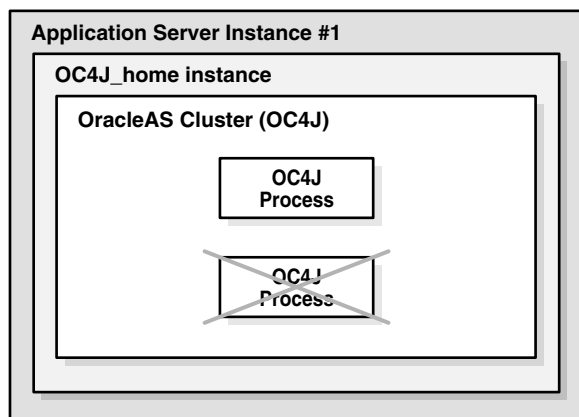 Application Server Instance #1
OC4J_home instance
OracleAS Cluster (OC4J)
OC4J
Process
OC4J
Process